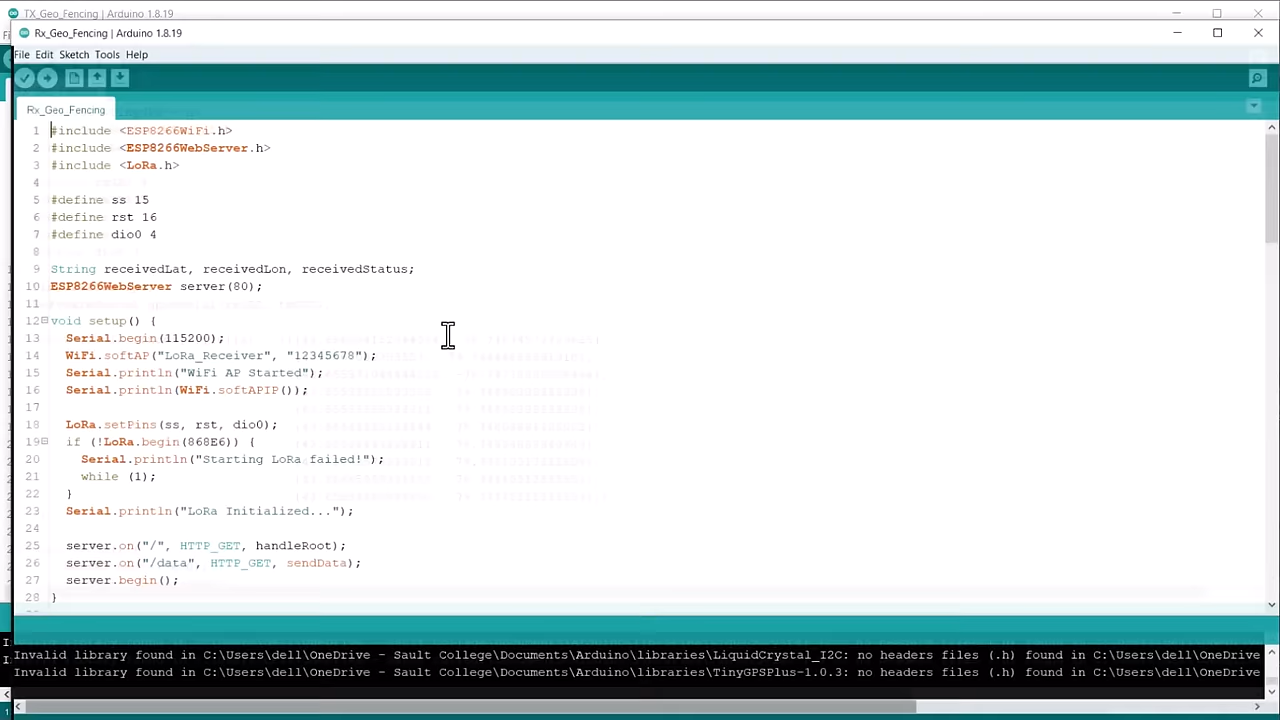 TX_Geo_Fencing | Arduino 1.8.19
Rx_Geo_Fencing | Arduino 1.8.19
File Edit Sketch Tools Help
Rx_Geo_Fencing
1 #include <ESP8266WiFi.h>
2 #include <ESP8266WebServer.h>
3 #include <LoRa.h>
4
5 #define ss 15
6 #define rst 16
7 #define dio0 4
8
9 String receivedLat, receivedLon, receivedStatus;
10 ESP8266WebServer server(80);
11
12 void setup() {
13 Serial.begin(115200);
14 WiFi.softAP("LoRa_Receiver", "12345678");
15 Serial.println("WiFi AP Started");
16 Serial.println(WiFi.softAPIP());
17
18 LoRa.setPins(ss, rst, dio0);
19 if (!LoRa.begin(868E6)) {
20 Serial.println("Starting LoRa failed!");
21 while (1);
22 }
23 Serial.println("LoRa Initialized...");
24
25 server.on("/", HTTP_GET, handleRoot);
26 server.on("/data", HTTP_GET, sendData);
27 server.begin();
28 }
Invalid library found in C:\Users\dell\OneDrive - Sault College\Documents\Arduino\libraries\LiquidCrystal_I2C: no headers files (.h) found in C:\Users\dell\OneDrive
Invalid library found in C:\Users\dell\OneDrive - Sault College\Documents\Arduino\libraries\TinyGPSPlus-1.0.3: no headers files (.h) found in C:\Users\dell\OneDrive